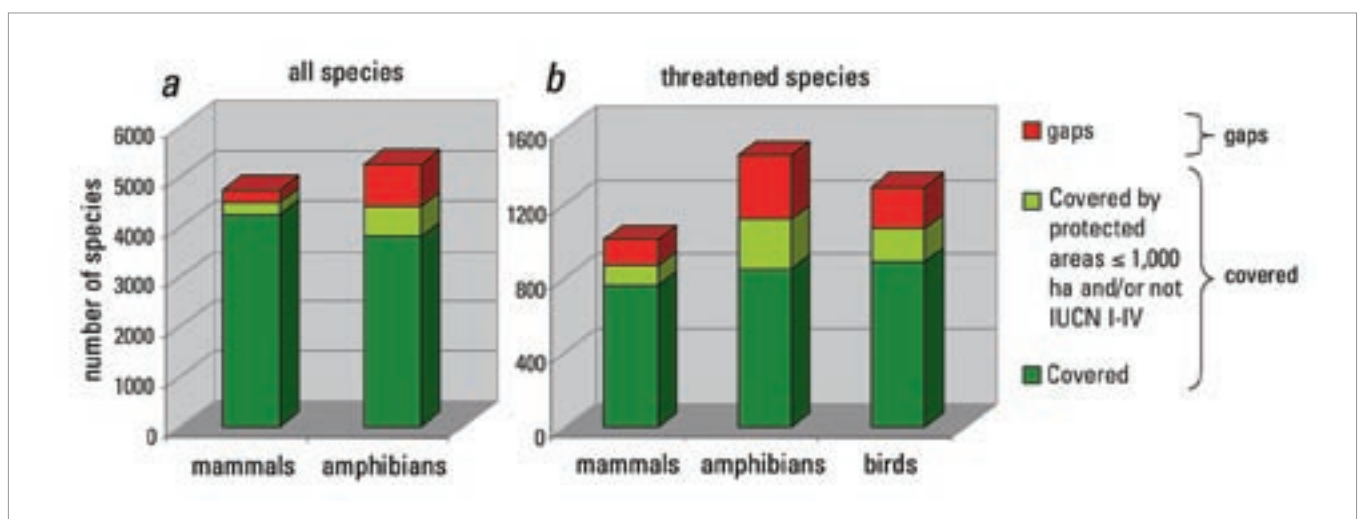 a
all species
number of species
6000
5000
4000
3000
2000
1000
0
mammals
amphibians
b
threatened species
1600
1200
800
400
0
mammals
amphibians
birds
gaps
gaps
Covered by
protected
areas ≤ 1,000
ha and/or not
IUCN I-IV
covered
Covered